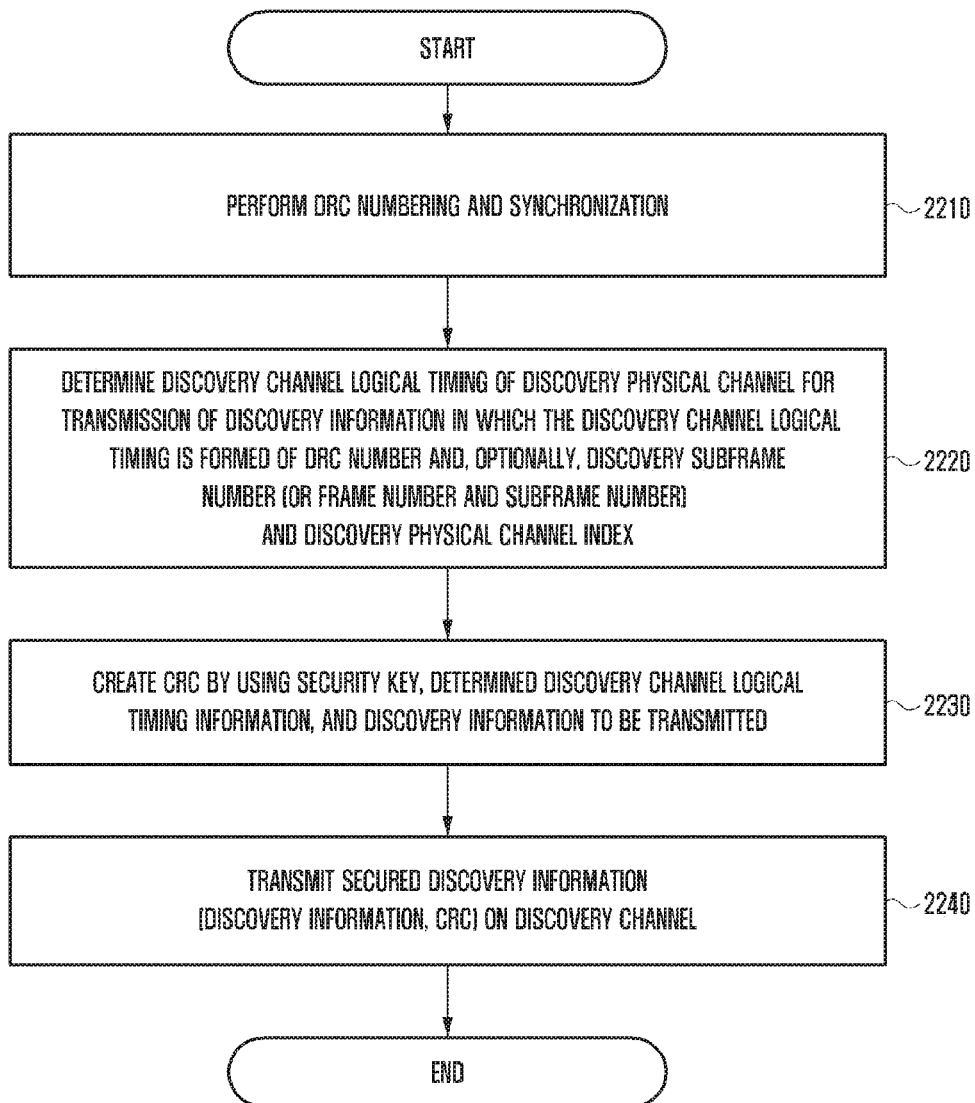 START
PERFORM DRC NUMBERING AND SYNCHRONIZATION
2210
DETERMINE DISCOVERY CHANNEL LOGICAL TIMING OF DISCOVERY PHYSICAL CHANNEL FOR
TRANSMISSION OF DISCOVERY INFORMATION IN WHICH THE DISCOVERY CHANNEL LOGICAL
TIMING IS FORMED OF DRC NUMBER AND, OPTIONALLY, DISCOVERY SUBFRAME
NUMBER (OR FRAME NUMBER AND SUBFRAME NUMBER)
AND DISCOVERY PHYSICAL CHANNEL INDEX
2220
CREATE CRC BY USING SECURITY KEY, DETERMINED DISCOVERY CHANNEL LOGICAL
TIMING INFORMATION, AND DISCOVERY INFORMATION TO BE TRANSMITTED
2230
TRANSMIT SECURED DISCOVERY INFORMATION
(DISCOVERY INFORMATION, CRC) ON DISCOVERY CHANNEL
2240
END